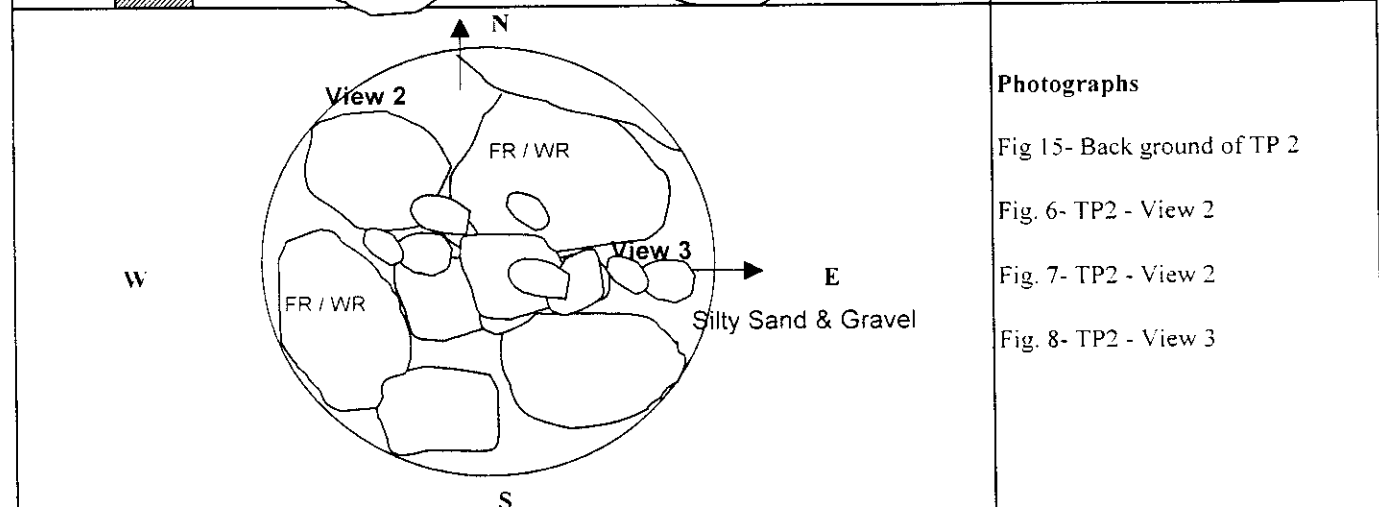 N
View 2
FR / WR
View 3
W
E
FR / WR
Silty Sand & Gravel
S
Photographs
Fig 15- Back ground of TP 2
Fig. 6- TP2 - View 2
Fig. 7- TP2 - View 2
Fig. 8- TP2 - View 3